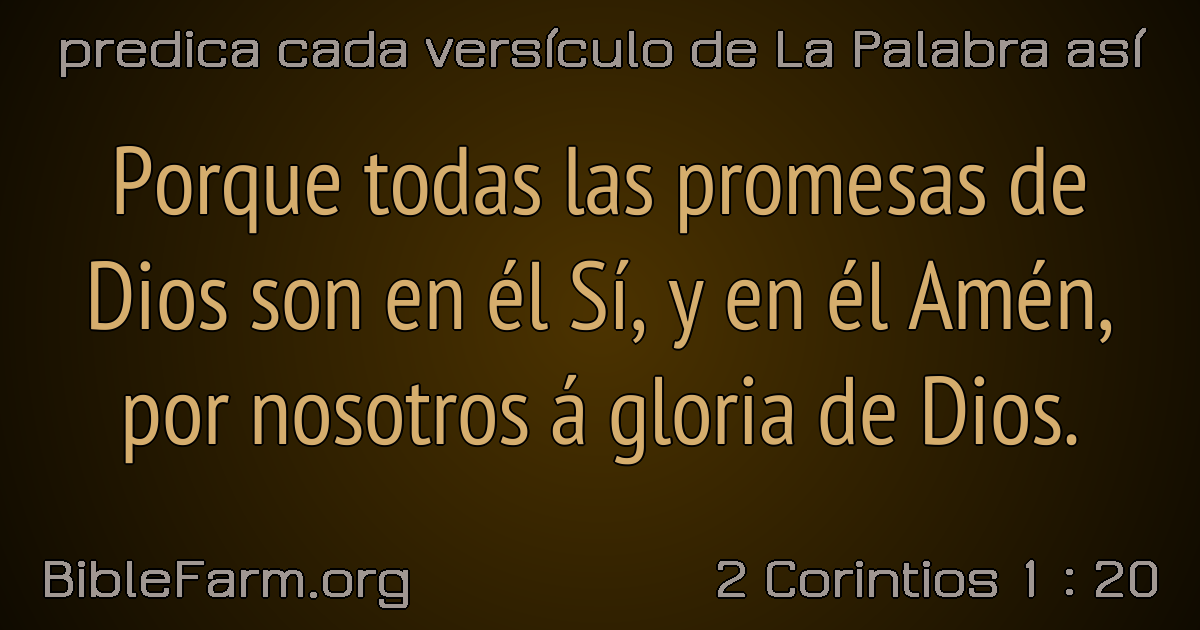 predica cada versículo de La Palabra así
Porque todas las promesas de
Dios son en él Sí, y en él Amén,
por nosotros á gloria de Dios.
BibleFarm.org
2 Corintios 1 : 20